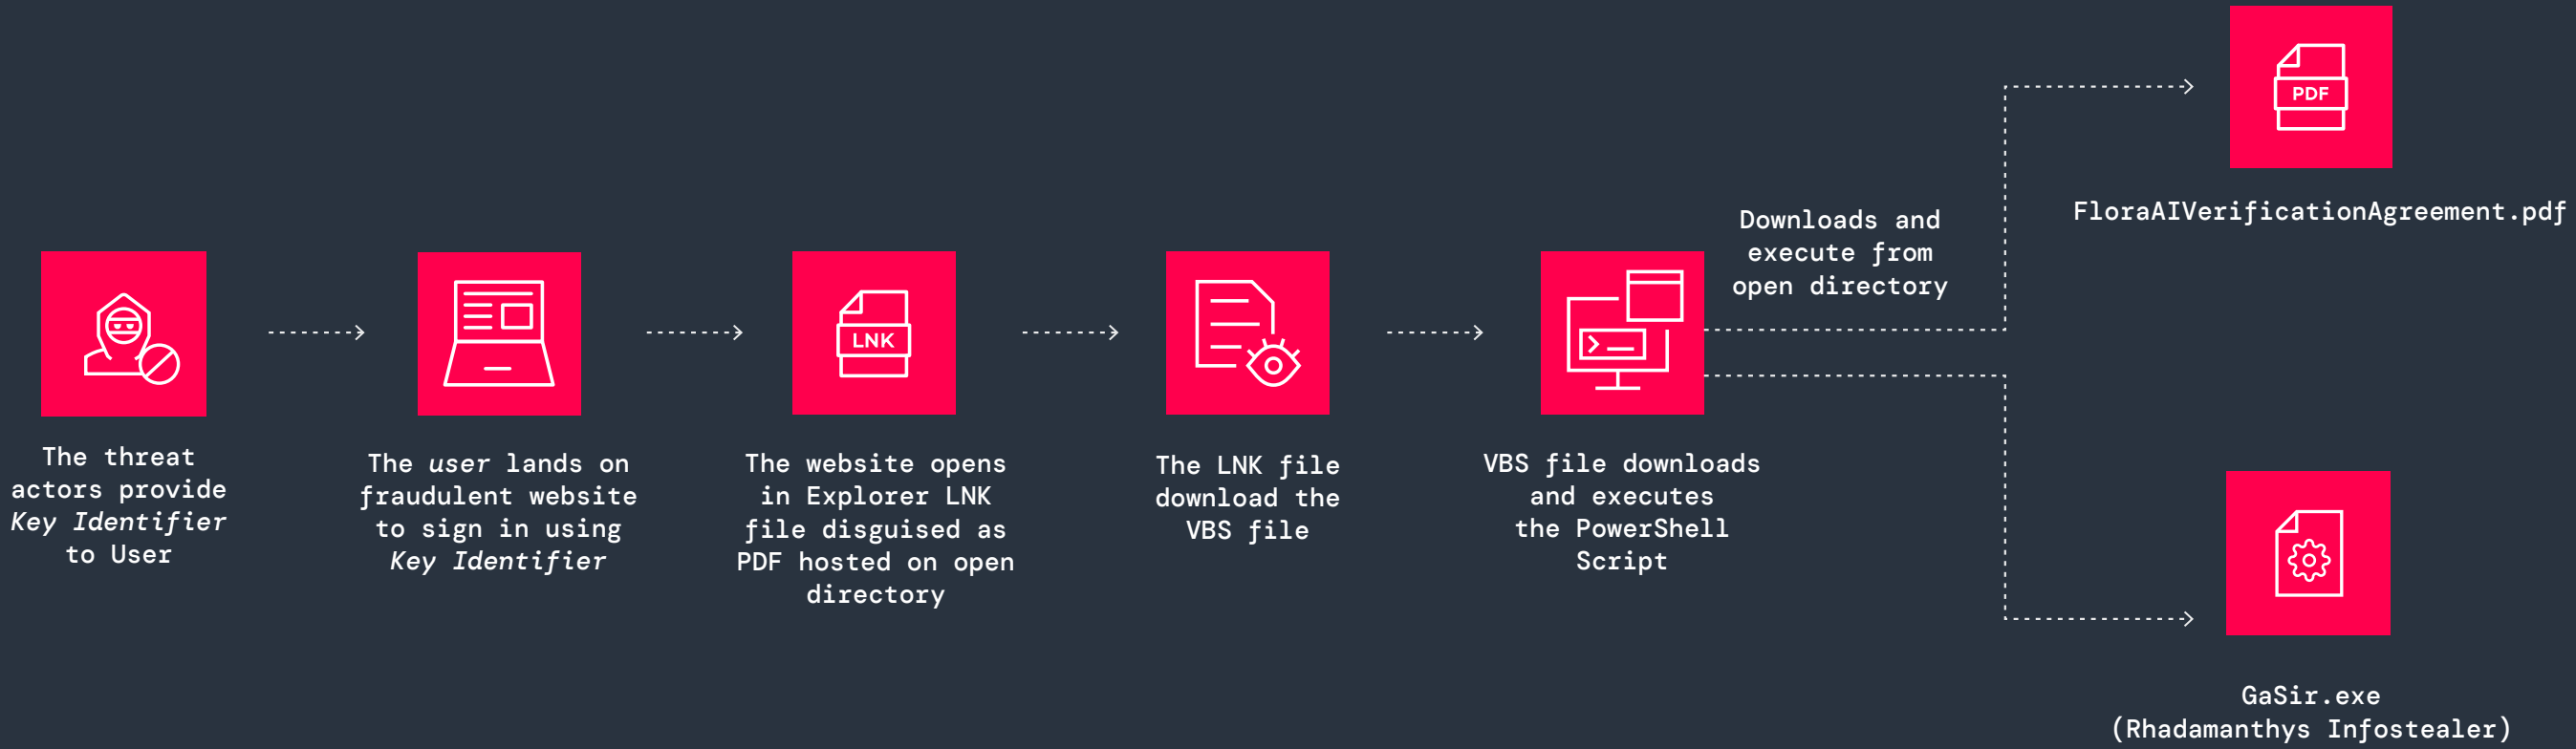 The threat
actors provide
Key Identifier
to User
The user lands on
fraudulent website
to sign in using
Key Identifier
LNK
The website opens
in Explorer LNK
file disguised as
PDF hosted on open
directory
The LNK file
download the
VBS file
VBS file downloads
and executes
the PowerShell
Script
Downloads and
execute from
open directory
PDF
FloraAIVerificationAgreement.pdf
GaSir.exe
(Rhadamanthys Infostealer)